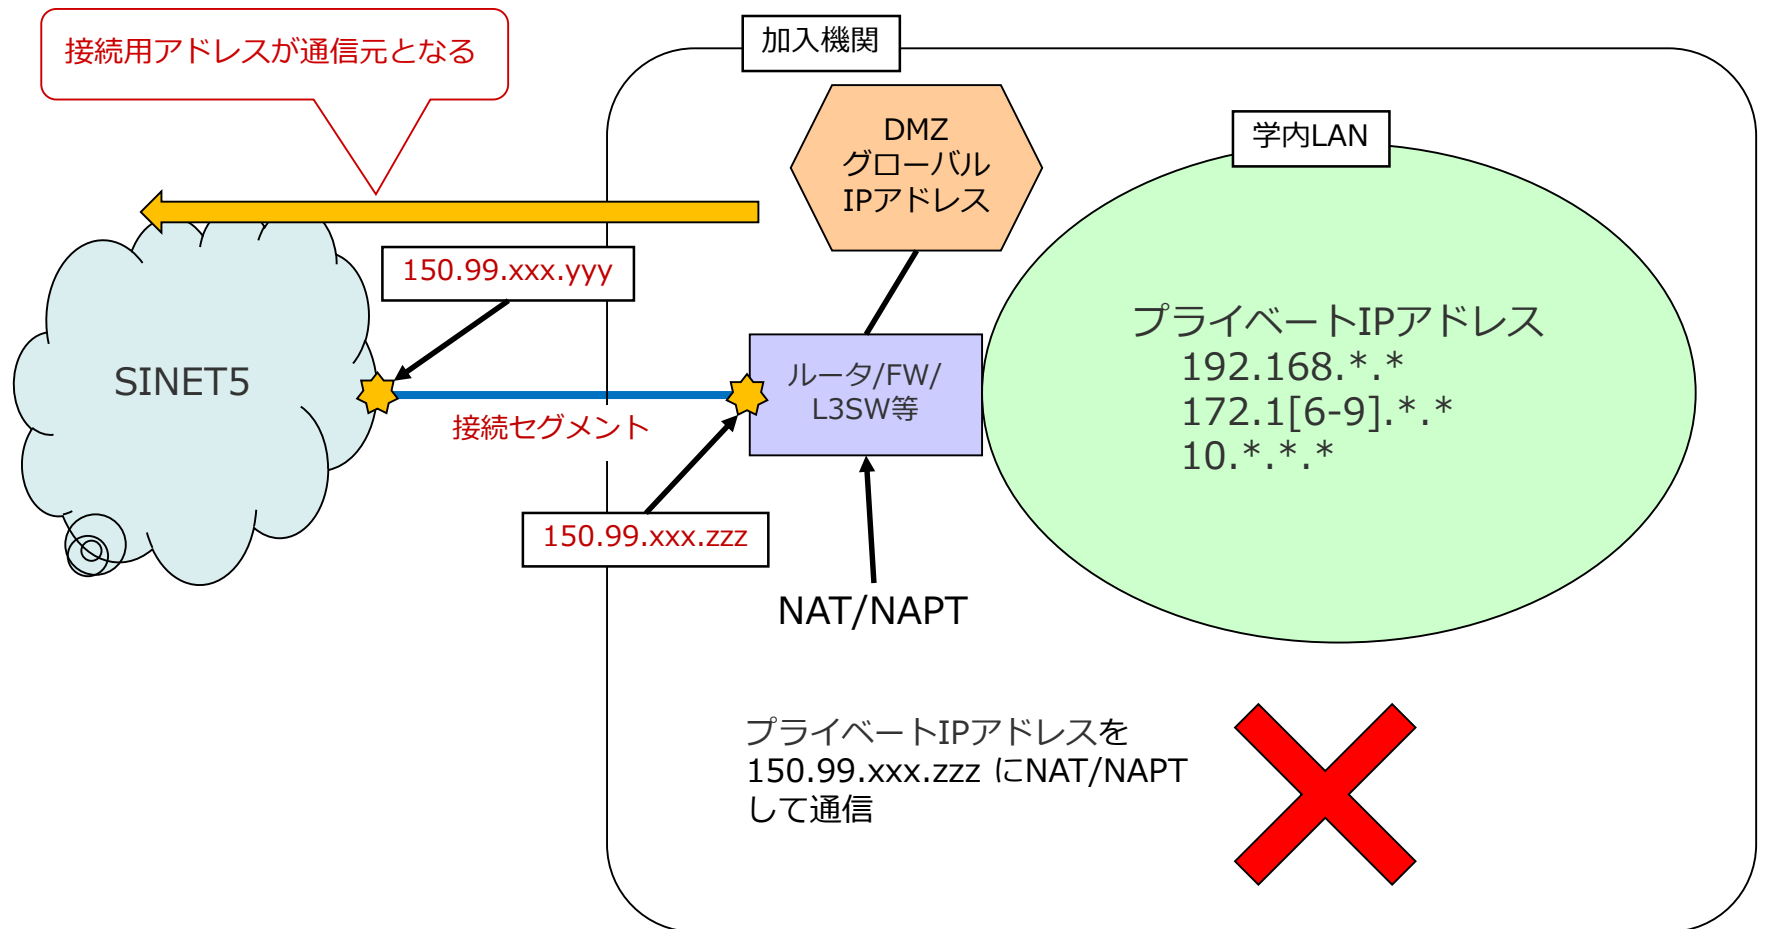 接続用アドレスが通信元となる
加入機関
DMZ
グローバル
IPアドレス
学内LAN
150.99.xxx.yyy
SINET5
接続セグメント
ルータ/FW/
L3SW等
プライベートIPアドレス
192.168.*.*
172.1[6-9].*.*
10.*.*.*
150.99.xxx.zzz
NAT/NAPT
プライベートIPアドレスを
150.99.xxx.zzz にNAT/NAPT
して通信